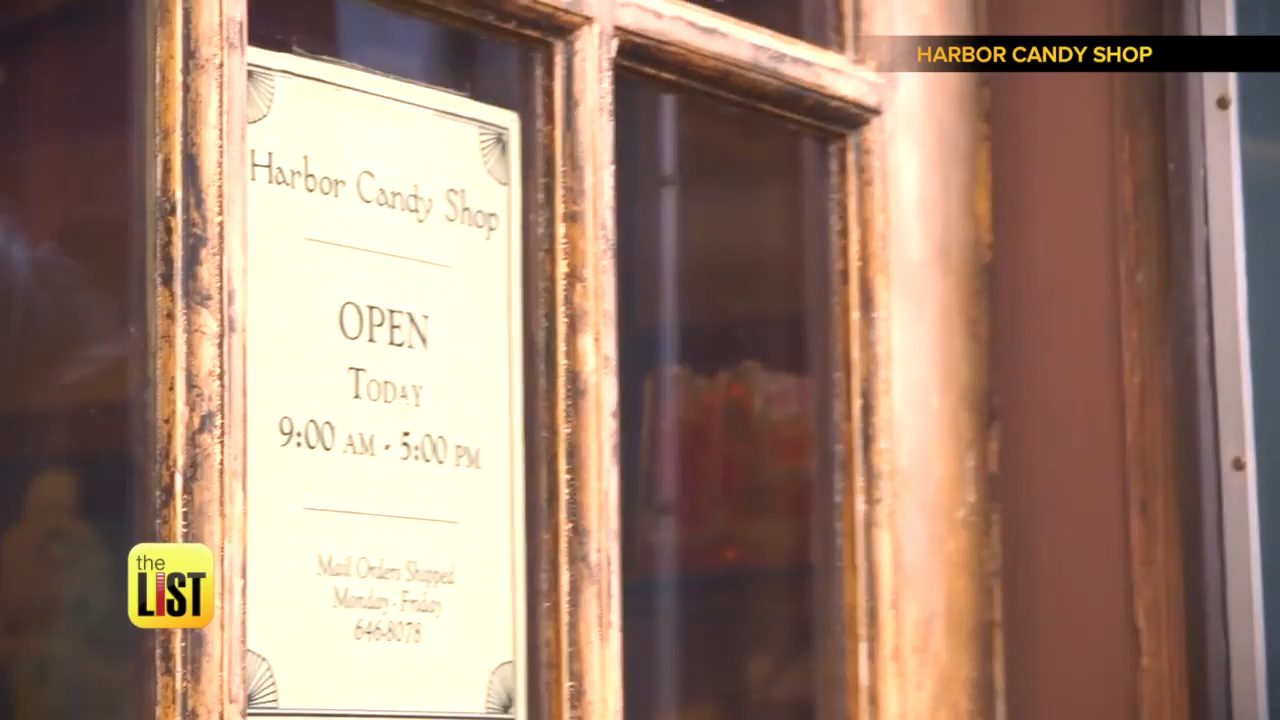 HARBOR CANDY SHOP
Harbor Candy Shop
OPEN
TODAY
9:00 AM - 5:00 PM
Mail Orders Shipped
Monday - Friday
646-8078
the
LIST